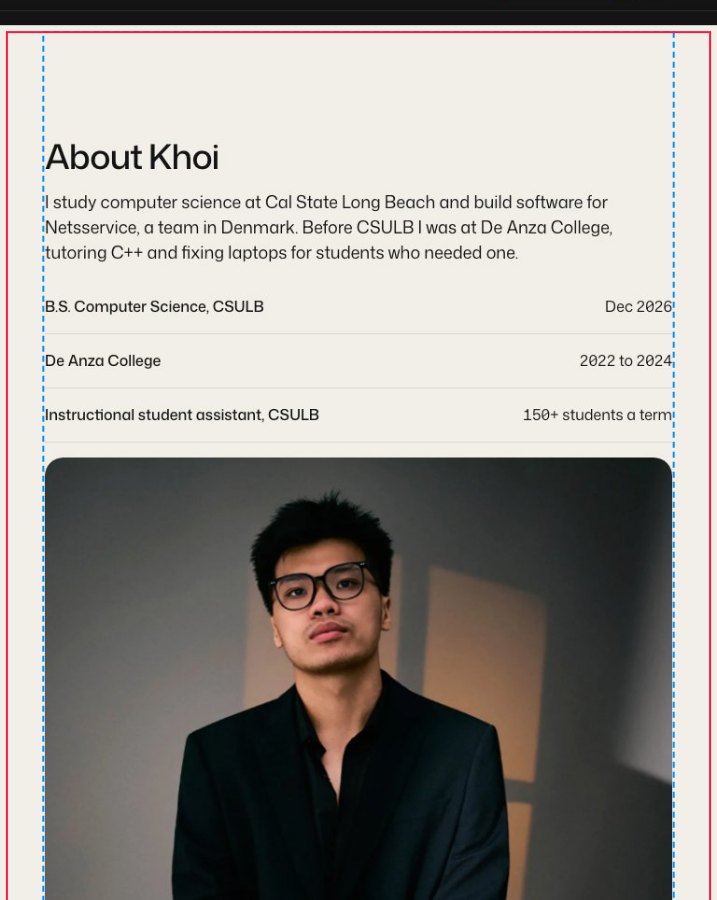 About Khoi
I study computer science at Cal State Long Beach and build software for
Netsservice, a team in Denmark. Before CSULB I was at De Anza College,
tutoring C++ and fixing laptops for students who needed one.
B.S. Computer Science, CSULB Dec 2026
De Anza College 2022 to 2024
Instructional student assistant, CSULB 150+ students a term